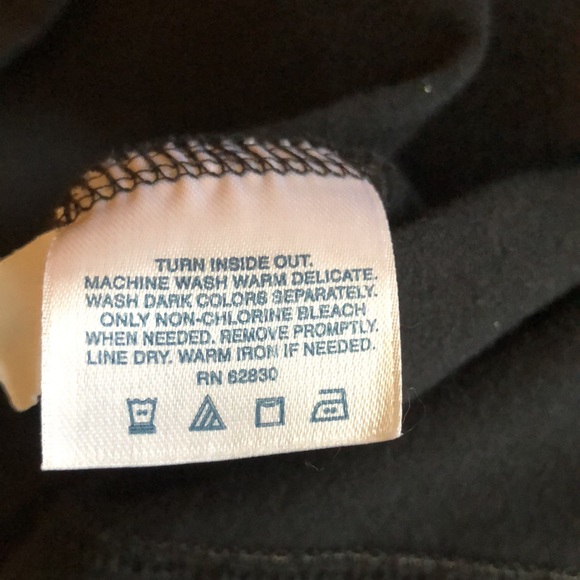 TURN INSIDE OUT.
MACHINE WASH WARM DELICATE.
WASH DARK COLORS SEPARATELY.
ONLY NON-CHLORINE BLEACH
WHEN NEEDED. REMOVE PROMPTLY.
LINE DRY. WARM IRON IF NEEDED.
RN 62830